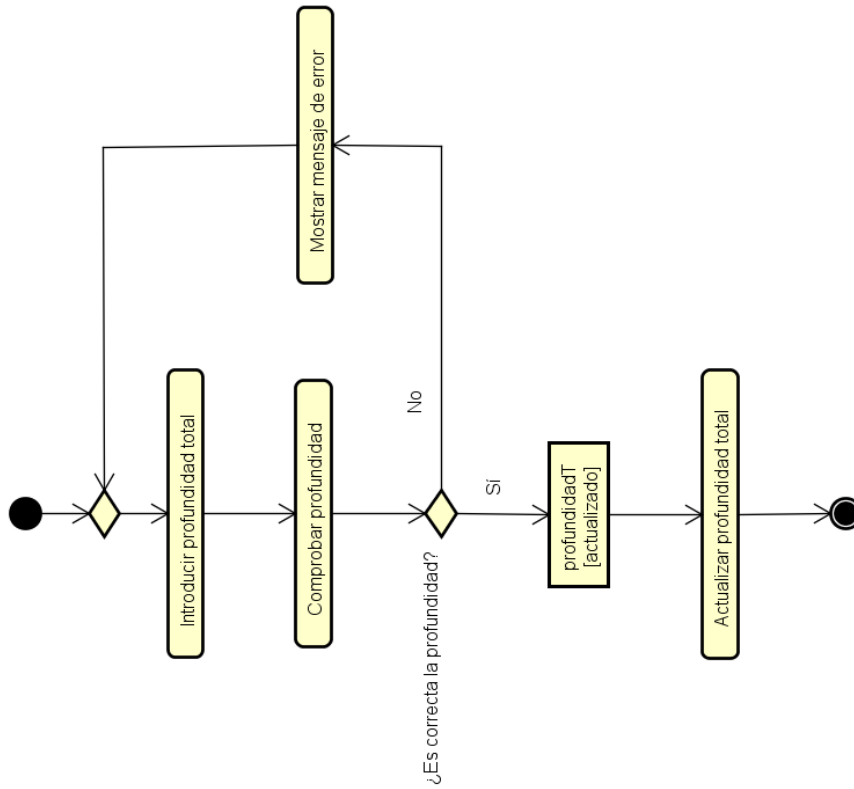 Introducir profundidad total
Comprobar profundidad
¿Es correcta la profundidad?
No
Mostrar mensaje de error
Sí
profundidadT
[actualizado]
Actualizar profundidad total